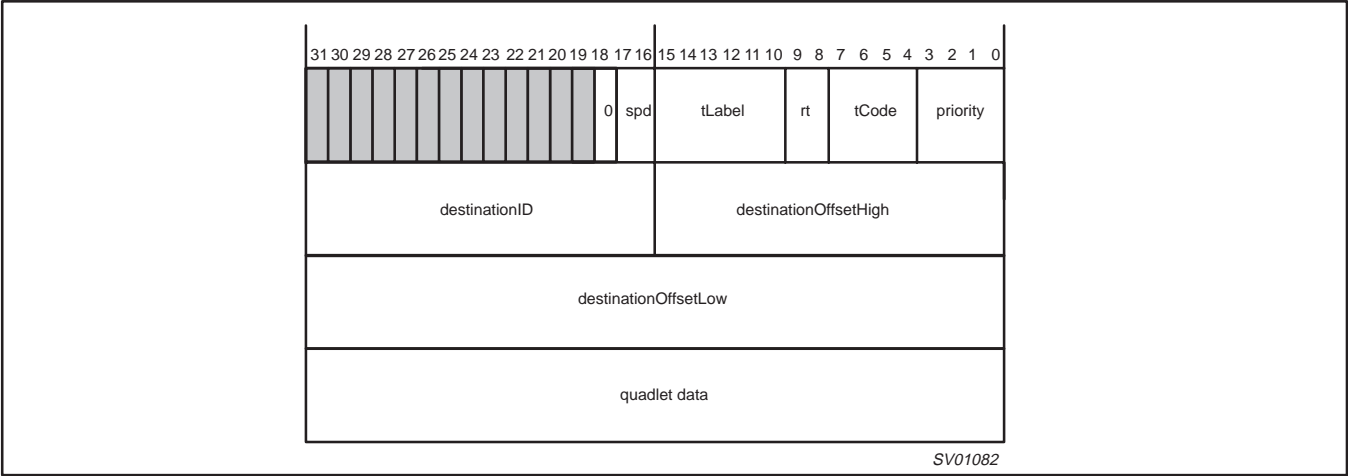 31 30 29 28 27 26 25 24 23 22 21 20 19 18 17 16 15 14 13 12 11 10 9 8 7 6 5 4 3 2 1 0
0 spd tLabel rt tCode priority
destinationID destinationOffsetHigh
destinationOffsetLow
quadlet data
SV01082